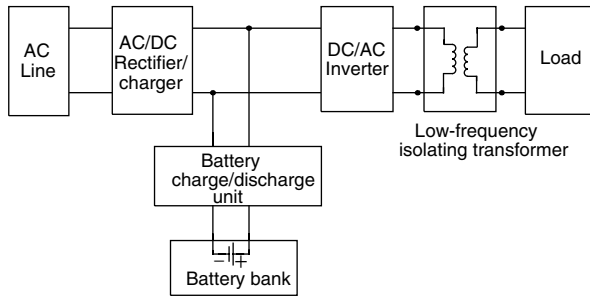 AC
Line
AC/DC
Rectifier/
charger
DC/AC
Inverter
Load
Low-frequency
isolating transformer
Battery
charge/discharge
unit
− +
Battery bank